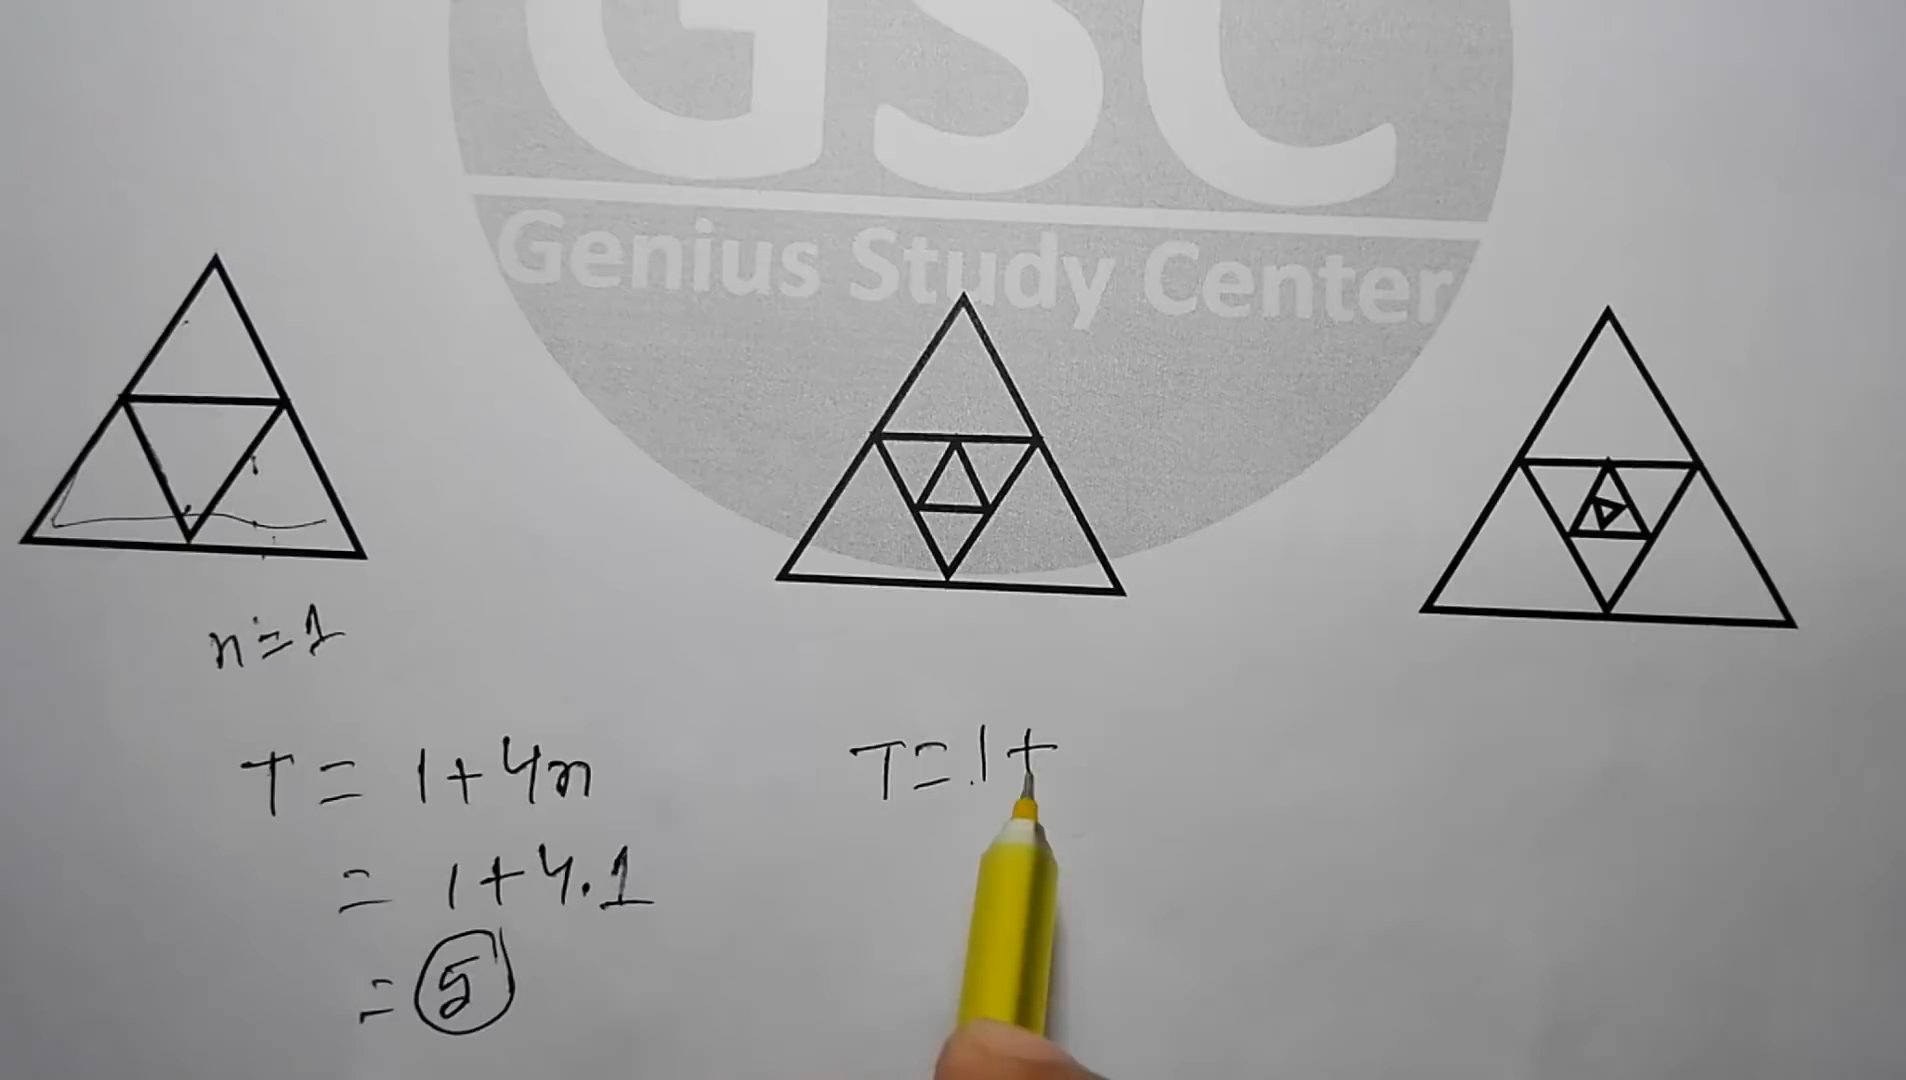 GSC
Genius Study Center
n=1
T = 1+4n
= 1+4.1
= 5
T=1+